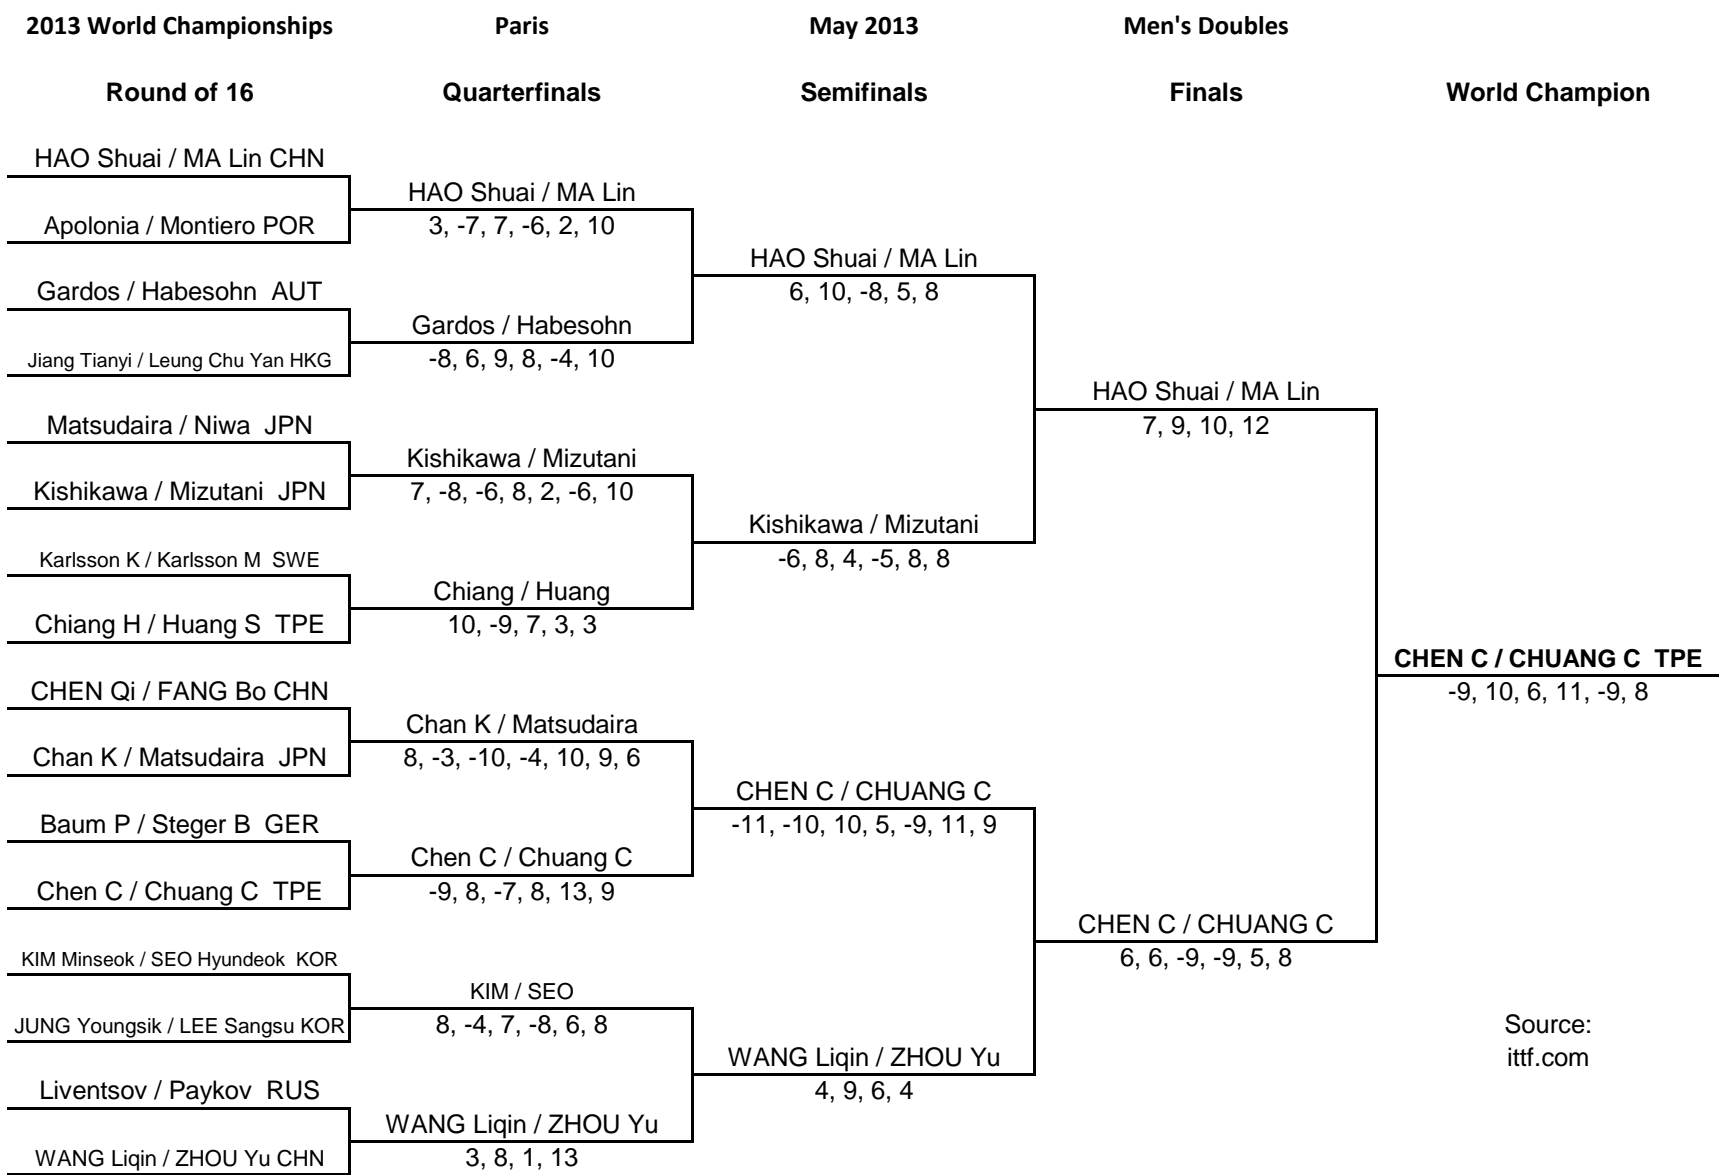 2013 World Championships Paris May 2013 Men's Doubles
Round of 16 Quarterfinals Semifinals Finals World Champion
HAO Shuai / MA Lin CHN
Apolonia / Montiero POR
Gardos / Habesohn AUT
Jiang Tianyi / Leung Chu Yan HKG
Matsudaira / Niwa JPN
Kishikawa / Mizutani JPN
Karlsson K / Karlsson M SWE
Chiang H / Huang S TPE
CHEN Qi / FANG Bo CHN
Chan K / Matsudaira JPN
Baum P / Steger B GER
Chen C / Chuang C TPE
KIM Minseok / SEO Hyundeok KOR
JUNG Youngsik / LEE Sangsu KOR
Liventsov / Paykov RUS
WANG Liqin / ZHOU Yu CHN
HAO Shuai / MA Lin
3, -7, 7, -6, 2, 10
Gardos / Habesohn
-8, 6, 9, 8, -4, 10
Kishikawa / Mizutani
7, -8, -6, 8, 2, -6, 10
Chiang / Huang
10, -9, 7, 3, 3
Chan K / Matsudaira
8, -3, -10, -4, 10, 9, 6
Chen C / Chuang C
-9, 8, -7, 8, 13, 9
KIM / SEO
8, -4, 7, -8, 6, 8
WANG Liqin / ZHOU Yu
3, 8, 1, 13
HAO Shuai / MA Lin
6, 10, -8, 5, 8
Kishikawa / Mizutani
-6, 8, 4, -5, 8, 8
CHEN C / CHUANG C
-11, -10, 10, 5, -9, 11, 9
WANG Liqin / ZHOU Yu
4, 9, 6, 4
HAO Shuai / MA Lin
7, 9, 10, 12
CHEN C / CHUANG C
6, 6, -9, -9, 5, 8
CHEN C / CHUANG C TPE
-9, 10, 6, 11, -9, 8
Source:
ittf.com